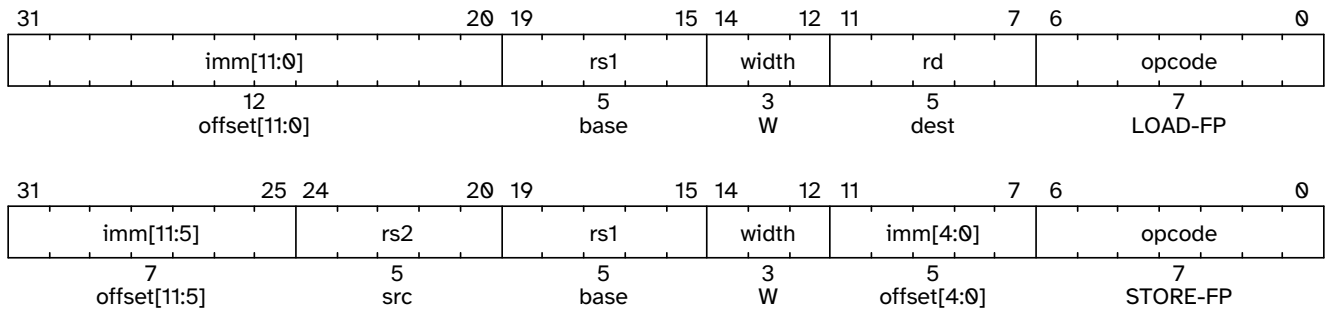 31 20 19 15 14 12 11 7 6 0
imm[11:0] rs1 width rd opcode
12 5 3 5 7
offset[11:0] base W dest LOAD-FP
31 25 24 20 19 15 14 12 11 7 6 0
imm[11:5] rs2 rs1 width imm[4:0] opcode
7 5 5 3 5 7
offset[11:5] src base W offset[4:0] STORE-FP